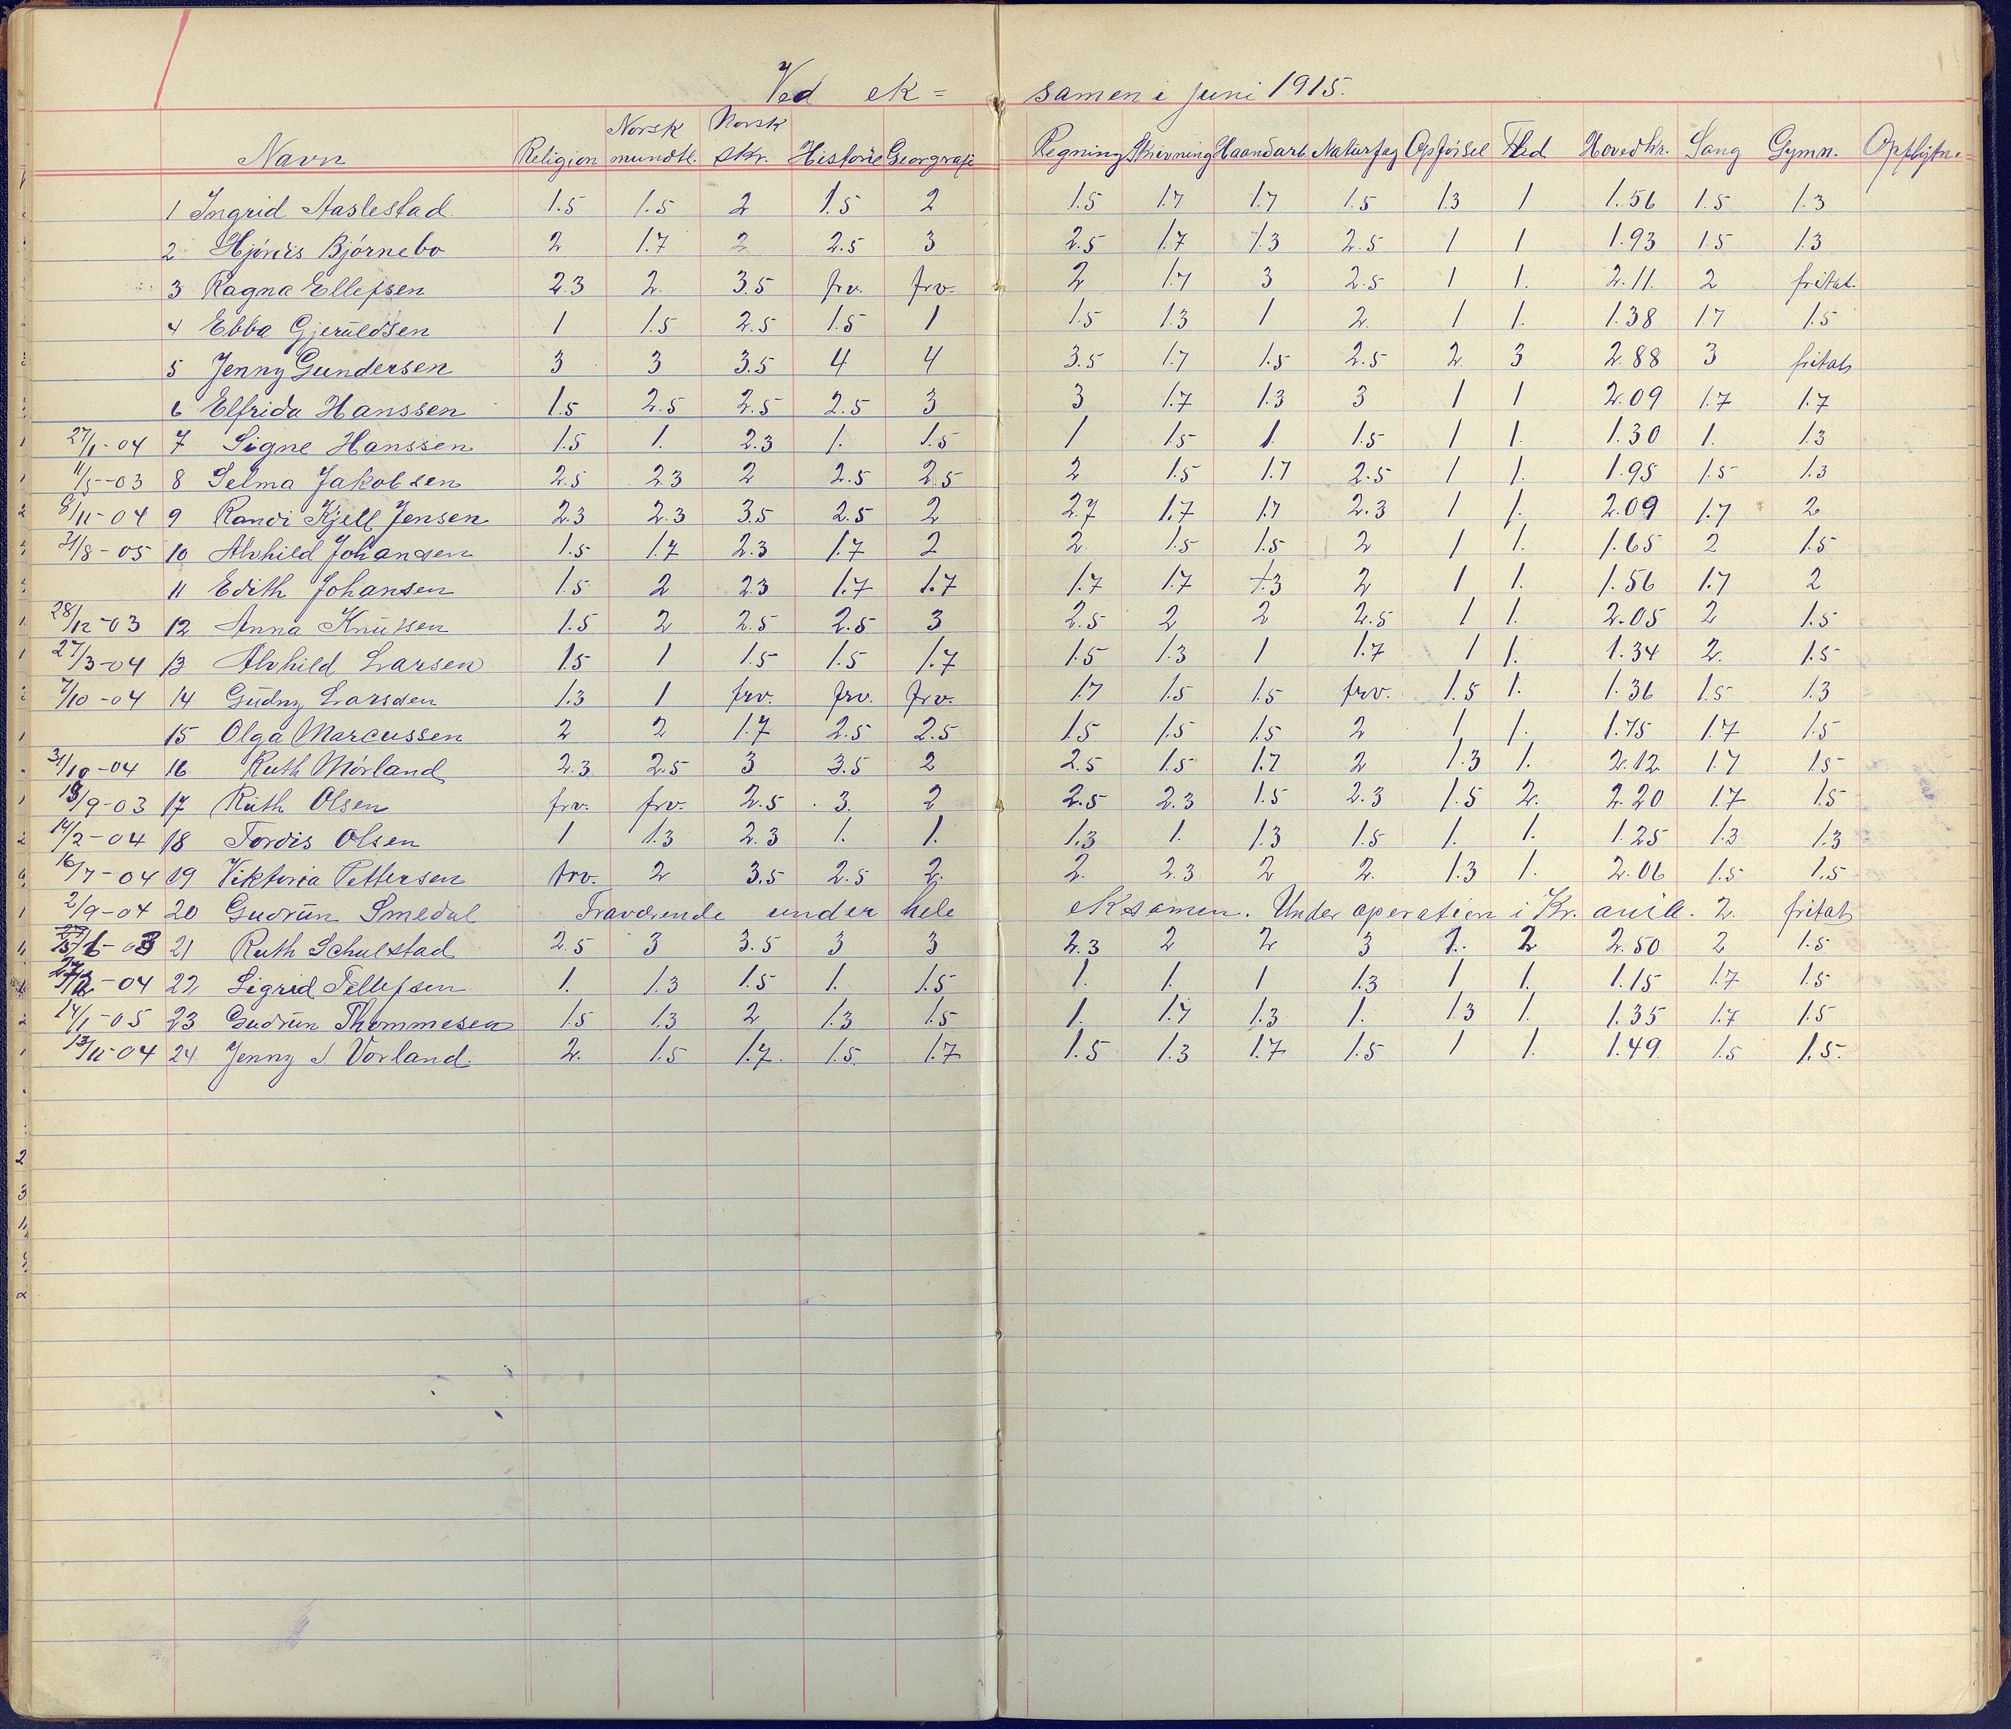 Ved ek= samen i juni 1915.
Navn Religion Norsk mundtl. Norsk skr. Historie Georgrafi Regning Skrivning Haandarb. Naturfag Opførsel Flid Hovedkr. Sang Gymn.
1 Ingrid Aaslestad 1.5 1.5 2 1.5 2 1.5 1.7 1.7 1.5 1.3 1 1.56 1.5 1.3
2 Hjørdis Bjørnebo 2 1.7 2 2.5 3 2.5 1.7 1.3 2.5 1 1 1.93 1.5 1.3
3 Ragna Ellefsen 2.3 2. 3.5 frv. frv. 2 1.7 3 2.5 1 1. 2.11. 2 fritat.
4 Ebba Gjeruldsen 1 1.5 2.5 1.5 1 1.5 1.3 1 2. 1 1. 1.38 1.7 1.5
5 Jenny Gundersen 3 3 3.5 4 4 3.5 1.7 1.5 2.5 2. 3 2.88 3 fritat
6 Elfrida Hanssen 1.5 2.5 2.5 2.5 3 3 1.7 1.3 3 1 1 2.09 1.7 1.7
27/1-04 7 Signe Hanssen 1.5 1. 2.3 1. 1.5 1 1.5 1. 1.5 1 1. 1.30 1. 1.3
11/5-03 8 Selma Jakobsen 2.5 2.3 2 2.5 2.5 2 1.5 1.7 2.5 1 1. 1.95 1.5 1.3
8/11-04 9 Randi Kjell Jensen 2.3 2.3 3.5 2.5 2 2.7 1.7 1.7 2.3 1 1. 2.09 1.7 2
21/8-05 10 Alvhild Johansen 1.5 1.7 2.3 1.7 2 2. 1.5 1.5 2 1 1. 1.65 2 1.5
11 Edith Johansen 1.5 2 2.3 1.7 1.7 1.7 1.7 1.3 2 1 1. 1.56 1.7 2
28/12-03 12 Anna Knutsen 1.5 2 2.5 2.5 3 2.5 2 2 2.5 1 1. 2.05 2 1.5
27/3-04 13 Alvhild Larsen 1.5 1 1.5 1.5 1.7 1.5 1.3 1 1.7 1 1. 1.34 2. 1.5
7/10-04 14 Gudny Larssen 1.3 1 frv. frv. frv. 1.7 1.5 1.5 frv. 1.5 1. 1.36 1.5 1.3
15 Olga Marcussen 2 2 1.7 2.5 2.5 1.5 1.5 1.5 2 1 1. 1.75 1.7 1.5
31/10-04 16 Ruth Mørland 2.3 2.5 3 3.5 2 2.5 1.5 1.7 2 1.3 1. 2.12 1.7 1.5
/9-03 17 Ruth Olsen frv. frv. 2.5 3. 2 2.5 2.3 1.5 2.3 1.5 2. 2.20 1.7 1.5
14/2-04 18 Tordis Olsen 1 1.3 2.3 1. 1. 1.3 1. 1.3 1.5 1. 1. 1.25 1.3 1.3
16/7-04 19 Viktoria Pettersen frv. 2 3.5 2.5 2. 2. 2.3 2 2. 1.3 1. 2.06 1.5 1.5
2/9-04 20 Gudrun Smedal Fraværende under hele eksamen. Under operation i Kr. 2. fritat
21 Ruth Schulstad 2.5 3 3.5 3 3 2.3 2 2 3 1. 2 2.50 2 1.5
-04 22 Sigrid Tellefsen 1. 1.3 1.5 1. 1.5 1. 1. 1 1.3 1 1. 1.15 1.7 1.5
14/1-05 23 Gudrun Thommesen 1.5 1.3 2 1.3 1.5 1. 1.7 1.3 1. 1.3 1. 1.35 1.7 1.5
13/11-04 24 Jenny S Vorland 2. 1.5 1.7. 1.5. 1.7 1.5 1.3 1.7 1.5 1 1. 1.49. 1.5 1.5.